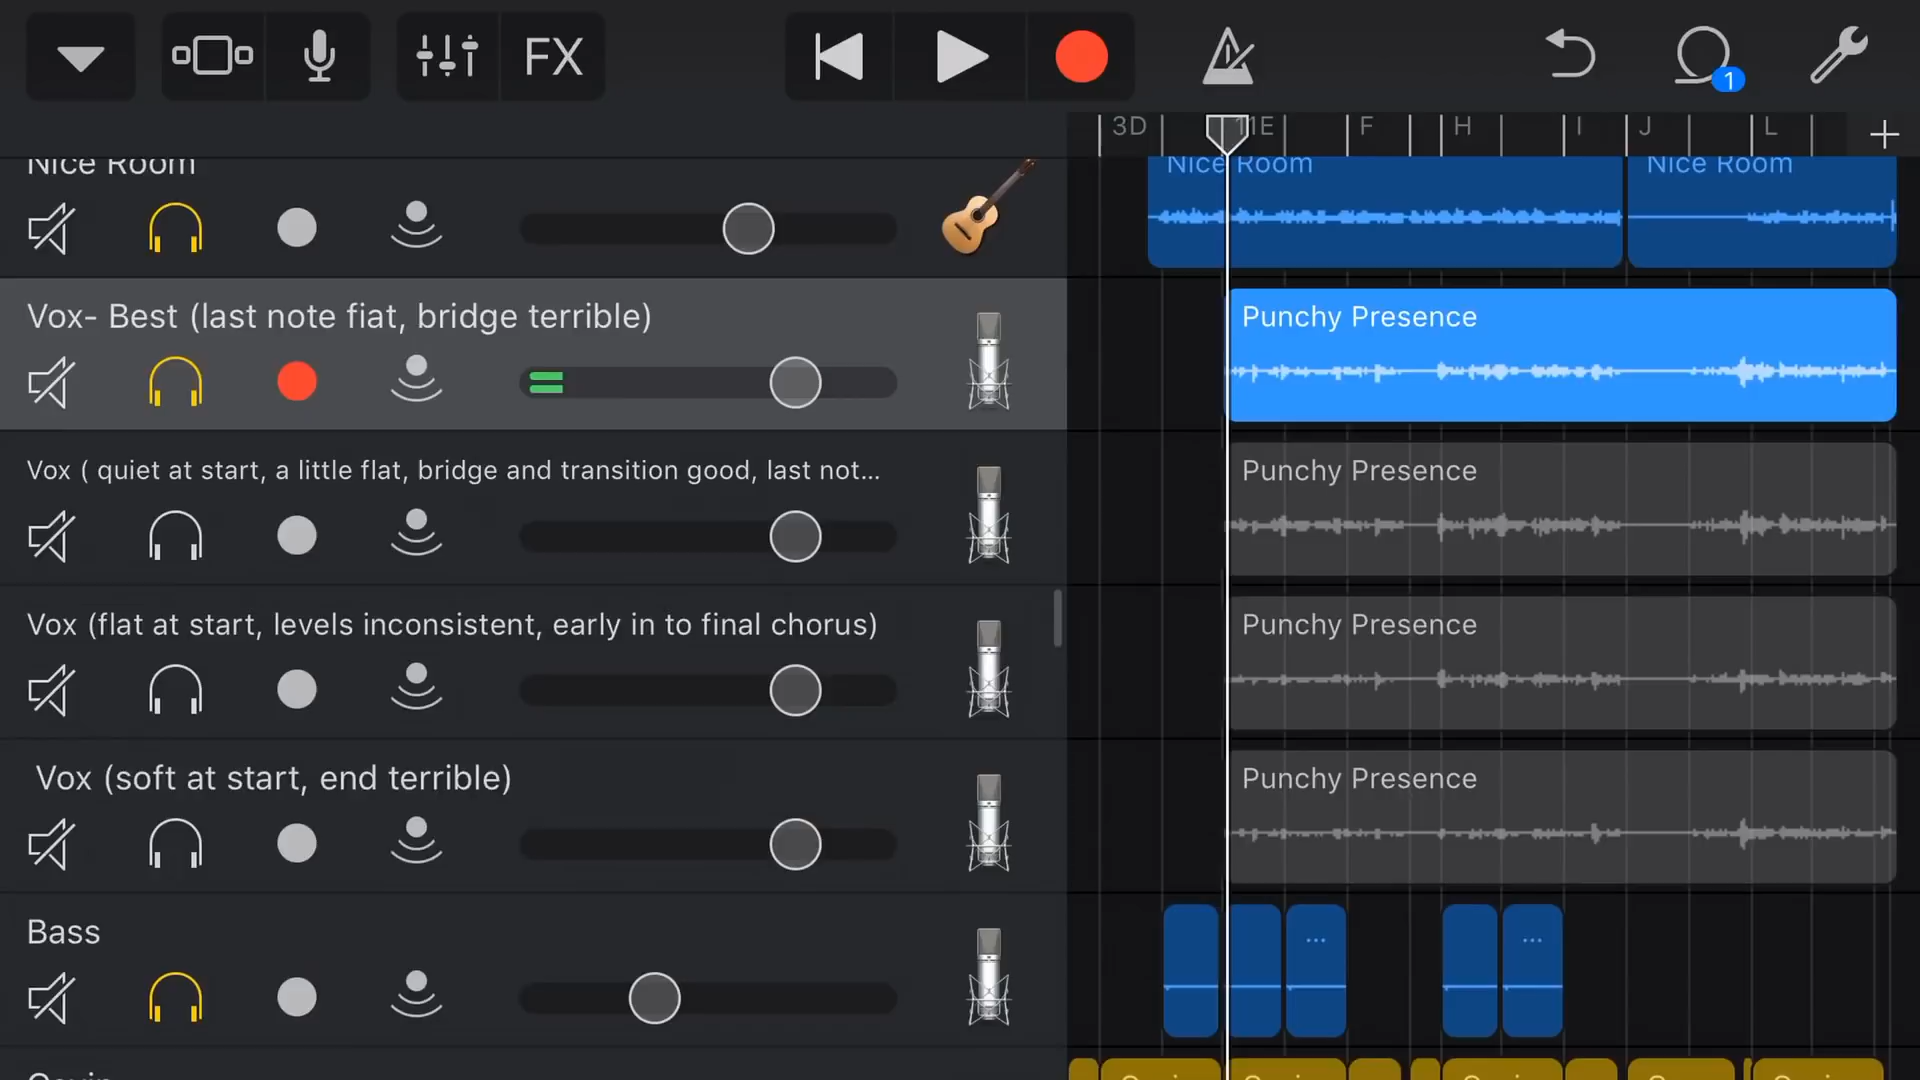 FX
1
3D 11E F H I J L
Nice Room
Nice Room
Nice Room
Vox- Best (last note fiat, bridge terrible)
Punchy Presence
Vox ( quiet at start, a little flat, bridge and transition good, last not...
Punchy Presence
Vox (flat at start, levels inconsistent, early in to final chorus)
Punchy Presence
Vox (soft at start, end terrible)
Punchy Presence
Bass
... ...